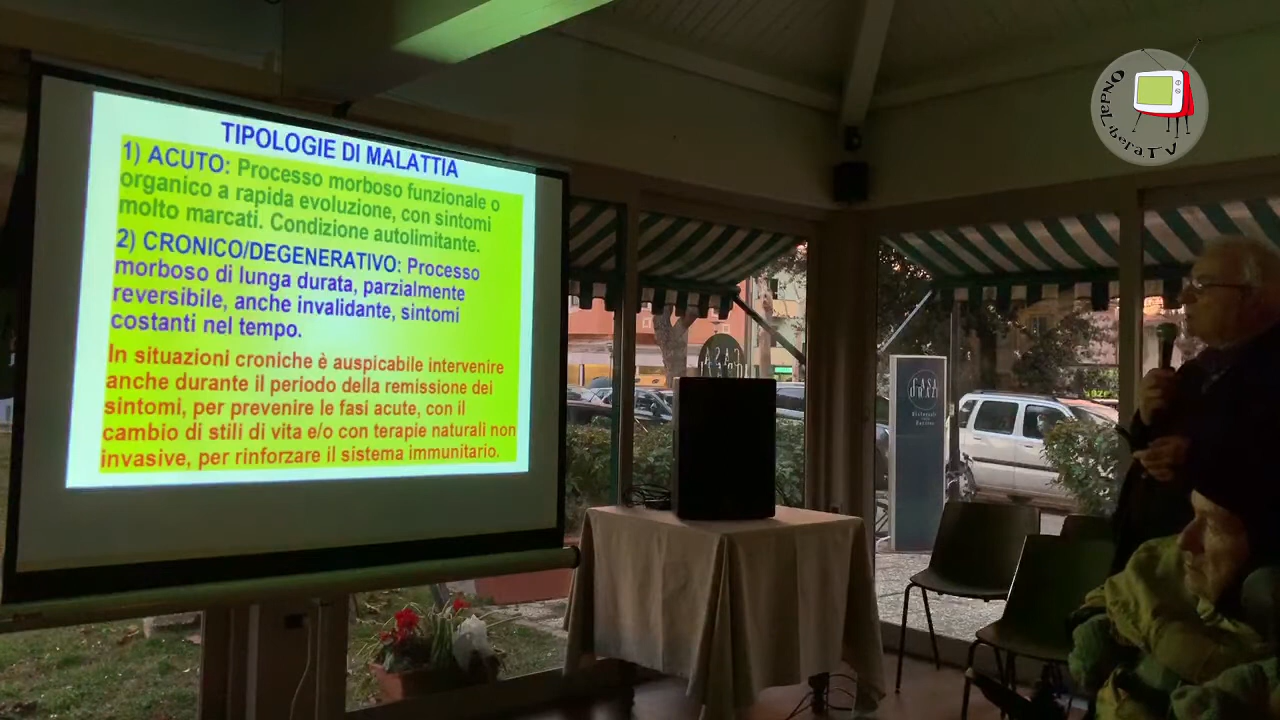 TIPOLOGIE DI MALATTIA
1) ACUTO: Processo morboso funzionale o
organico a rapida evoluzione, con sintomi
molto marcati. Condizione autolimitante.
2) CRONICO/DEGENERATIVO: Processo
morboso di lunga durata, parzialmente
reversibile, anche invalidante, sintomi
costanti nel tempo.
In situazioni croniche è auspicabile intervenire
anche durante il periodo della remissione dei
sintomi, per prevenire le fasi acute, con il
cambio di stili di vita e/o con terapie naturali non
invasive, per rinforzare il sistema immunitario.
OndaLiberaTV